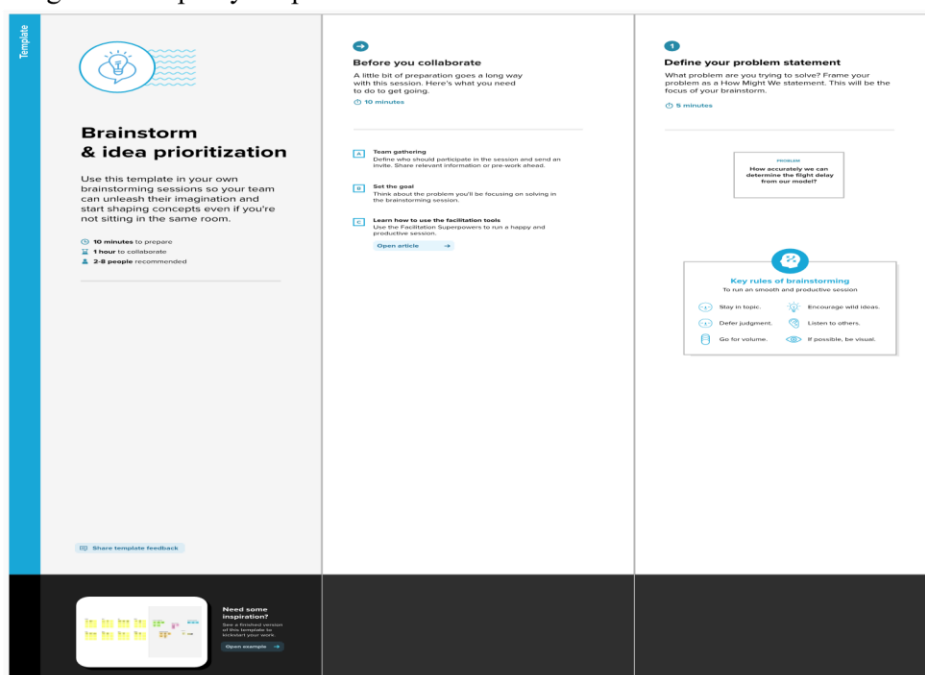 Template
Brainstorm
& idea prioritization
Use this template in your own
brainstorming sessions so your team
can unleash their imagination and
start shaping concepts even if you're
not sitting in the same room.
10 minutes to prepare
1 hour to collaborate
2-8 people recommended
Share template feedback
Need some
inspiration?
See a finished version
of this template to
kickstart your work.
Open example →
Before you collaborate
A little bit of preparation goes a long way
with this session. Here's what you need
to do to get going.
10 minutes
A
Team gathering
Define who should participate in the session and send an
invite. Share relevant information or pre-work ahead.
B
Set the goal
Think about the problem you'll be focusing on solving in
the brainstorming session.
C
Learn how to use the facilitation tools
Use the Facilitation Superpowers to run a happy and
productive session.
Open article →
1
Define your problem statement
What problem are you trying to solve? Frame your
problem as a How Might We statement. This will be the
focus of your brainstorm.
5 minutes
PROBLEM
How accurately we can
determine the flight delay
from our model?
Key rules of brainstorming
To run an smooth and productive session
Stay in topic. Encourage wild ideas.
Defer judgment. Listen to others.
Go for volume. If possible, be visual.